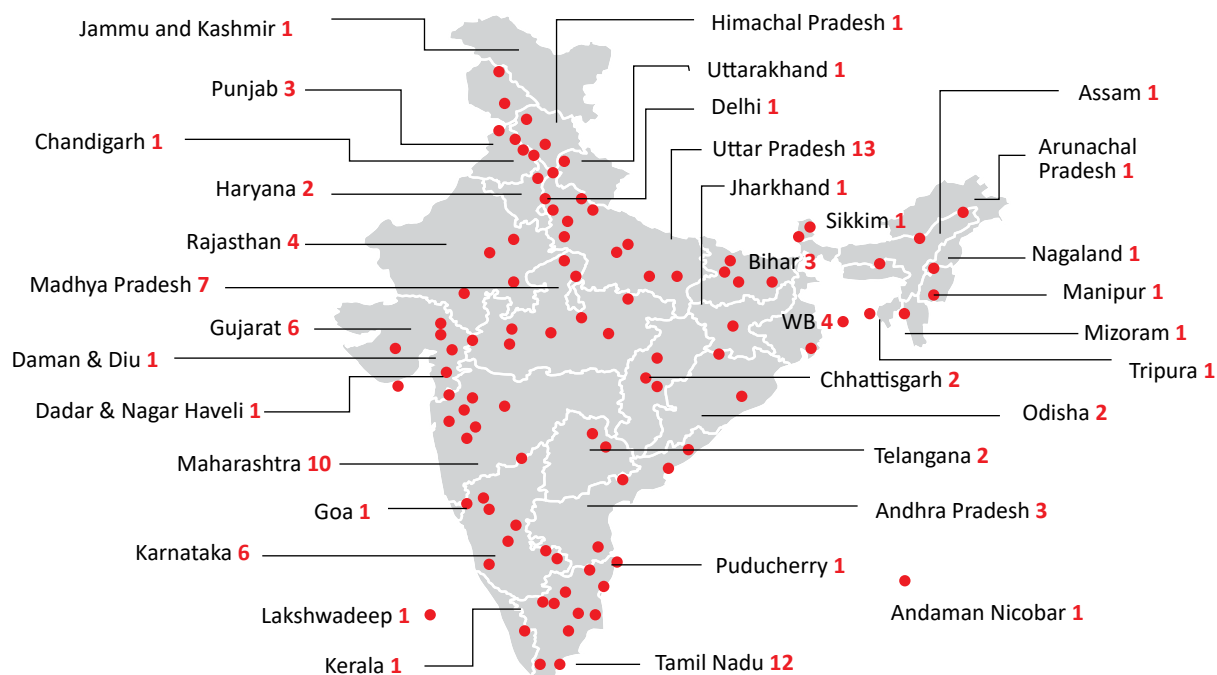 Jammu and Kashmir 1
Himachal Pradesh 1
Uttarakhand 1
Punjab 3
Delhi 1
Assam 1
Chandigarh 1
Uttar Pradesh 13
Arunachal
Pradesh 1
Haryana 2
Jharkhand 1
Sikkim 1
Rajasthan 4
Bihar 3
Nagaland 1
Madhya Pradesh 7
Manipur 1
Gujarat 6
WB 4
Mizoram 1
Daman & Diu 1
Tripura 1
Chhattisgarh 2
Dadar & Nagar Haveli 1
Odisha 2
Maharashtra 10
Telangana 2
Goa 1
Andhra Pradesh 3
Karnataka 6
Puducherry 1
Lakshwadeep 1
Andaman Nicobar 1
Kerala 1
Tamil Nadu 12